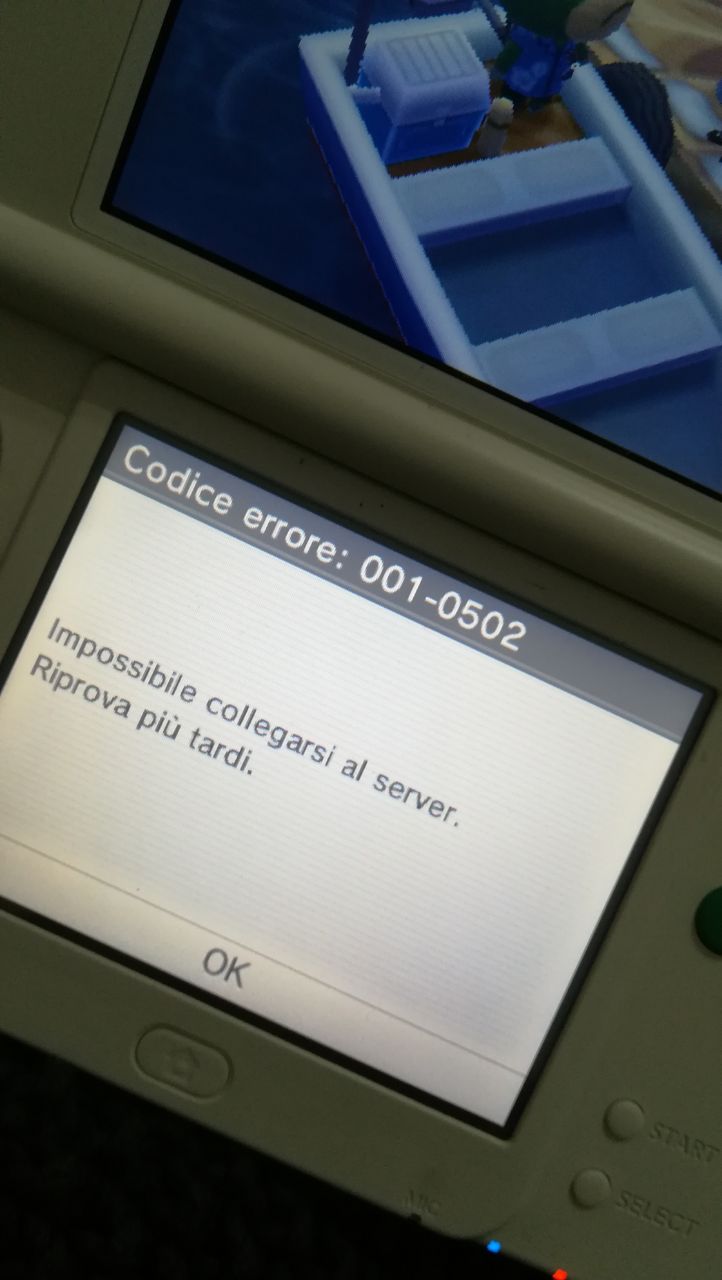 Codice errore: 001-0502
Impossibile collegarsi al server.
Riprova più tardi.
OK
START
SELECT
MIC